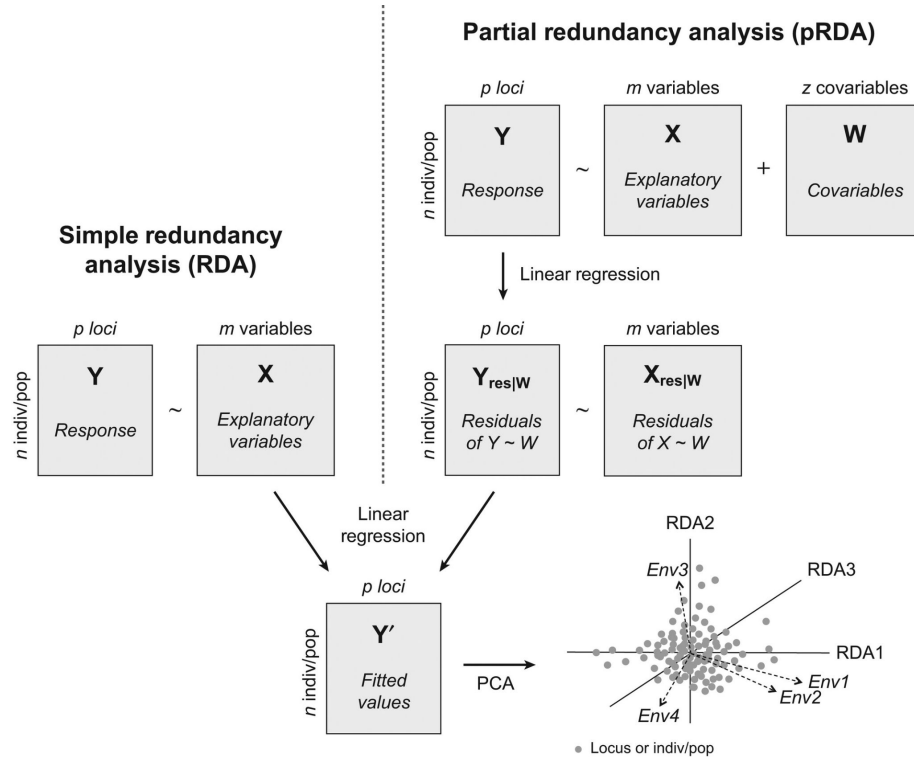 Partial redundancy analysis (pRDA)
p loci
m variables
z covariables
n indiv/pop
Y
Response
~
X
Explanatory
variables
+
W
Covariables
Linear regression
Simple redundancy
analysis (RDA)
p loci
m variables
n indiv/pop
Y
Response
~
X
Explanatory
variables
p loci
m variables
n indiv/pop
Yres|W
Residuals
of Y ~ W
~
Xres|W
Residuals
of X ~ W
Linear
regression
p loci
n indiv/pop
Y′
Fitted
values
PCA
RDA2
Env3
RDA3
RDA1
Env1
Env2
Env4
Locus or indiv/pop